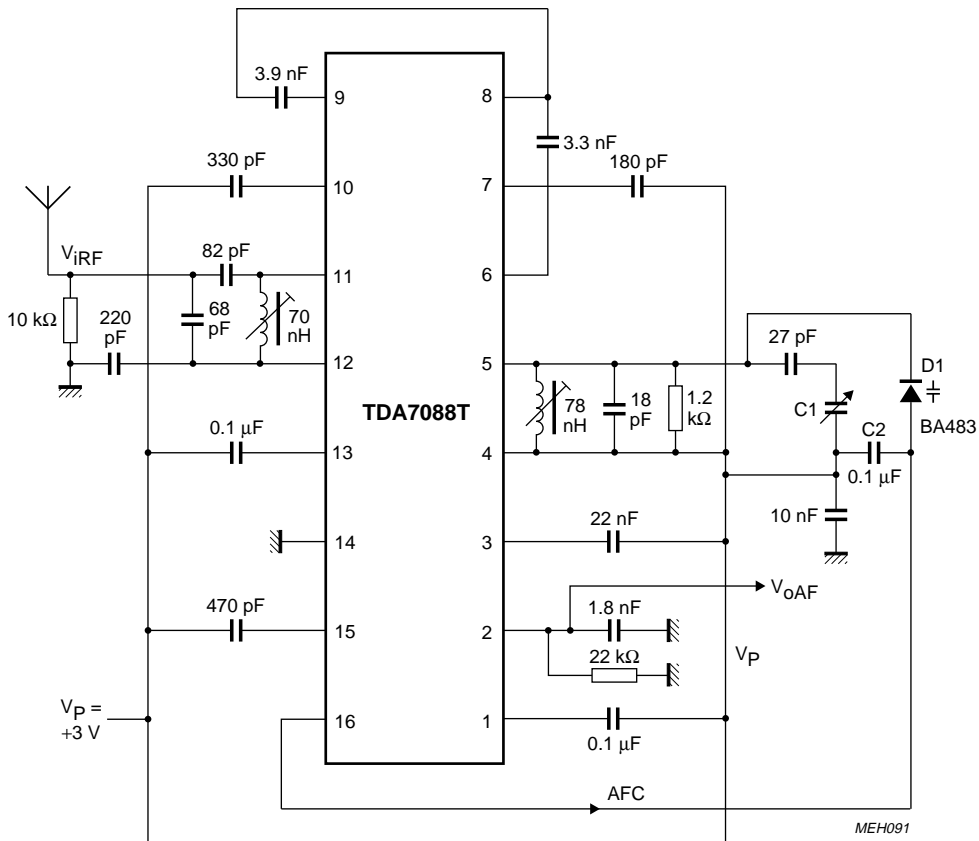 3.9 nF
9
8
3.3 nF
330 pF
10
7
180 pF
V_iRF
82 pF
11
6
10 kΩ
220 pF
68 pF
70 nH
12
5
27 pF
D1
TDA7088T
78 nH
18 pF
1.2 kΩ
C1
BA483
C2
0.1 μF
0.1 μF
13
4
10 nF
14
3
22 nF
V_oAF
470 pF
15
2
1.8 nF
22 kΩ
V_P
V_P =
+3 V
16
1
0.1 μF
AFC
MEH091